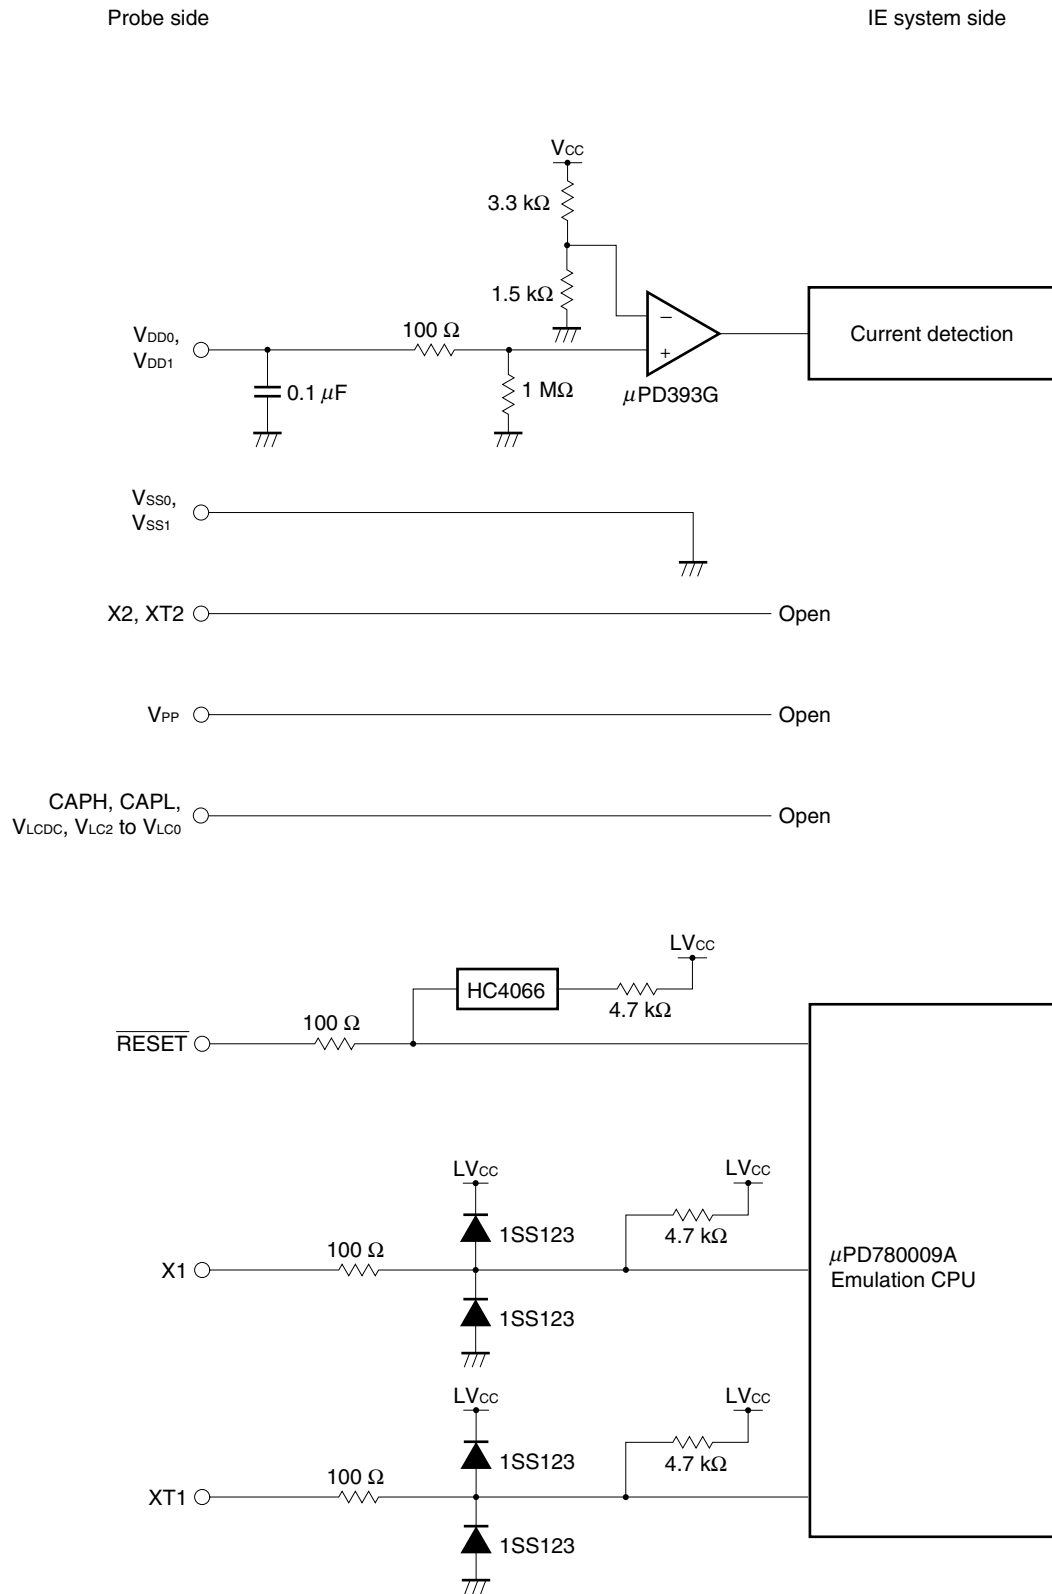 Probe side
IE system side
VCC
3.3 kΩ
1.5 kΩ
VDD0,
VDD1
100 Ω
0.1 μF
1 MΩ
−
+
μPD393G
Current detection
VSS0,
VSS1
X2, XT2
Open
VPP
Open
CAPH, CAPL,
VLCDC, VLC2 to VLC0
Open
LVCC
HC4066
4.7 kΩ
100 Ω
RESET
LVCC
LVCC
1SS123
4.7 kΩ
100 Ω
X1
1SS123
μPD780009A
Emulation CPU
LVCC
LVCC
1SS123
4.7 kΩ
100 Ω
XT1
1SS123